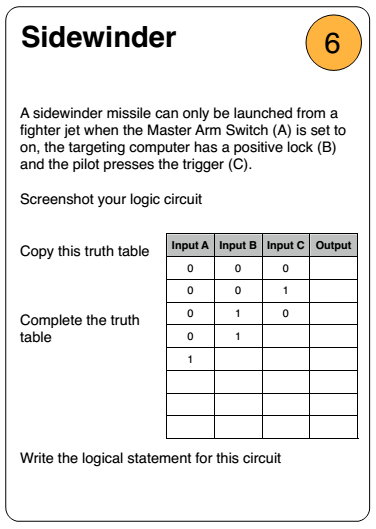 Sidewinder
6
A sidewinder missile can only be launched from a
fighter jet when the Master Arm Switch (A) is set to
on, the targeting computer has a positive lock (B)
and the pilot presses the trigger (C).
Screenshot your logic circuit
Copy this truth table
Complete the truth
table
Input A Input B Input C Output
0 0 0
0 0 1
0 1 0
0 1
1
Write the logical statement for this circuit